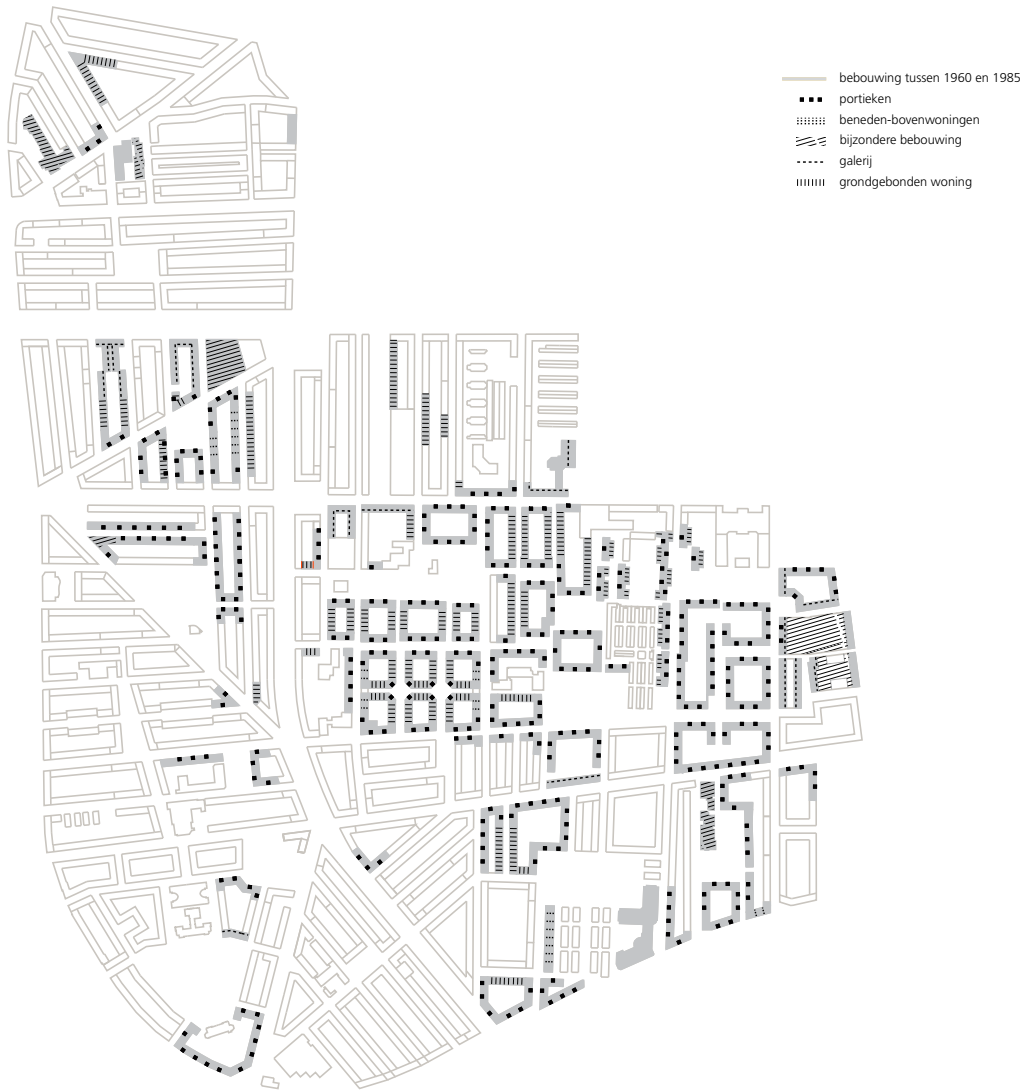 bebouwing tussen 1960 en 1985
portieken
beneden-bovenwoningen
bijzondere bebouwing
galerij
grondgebonden woning